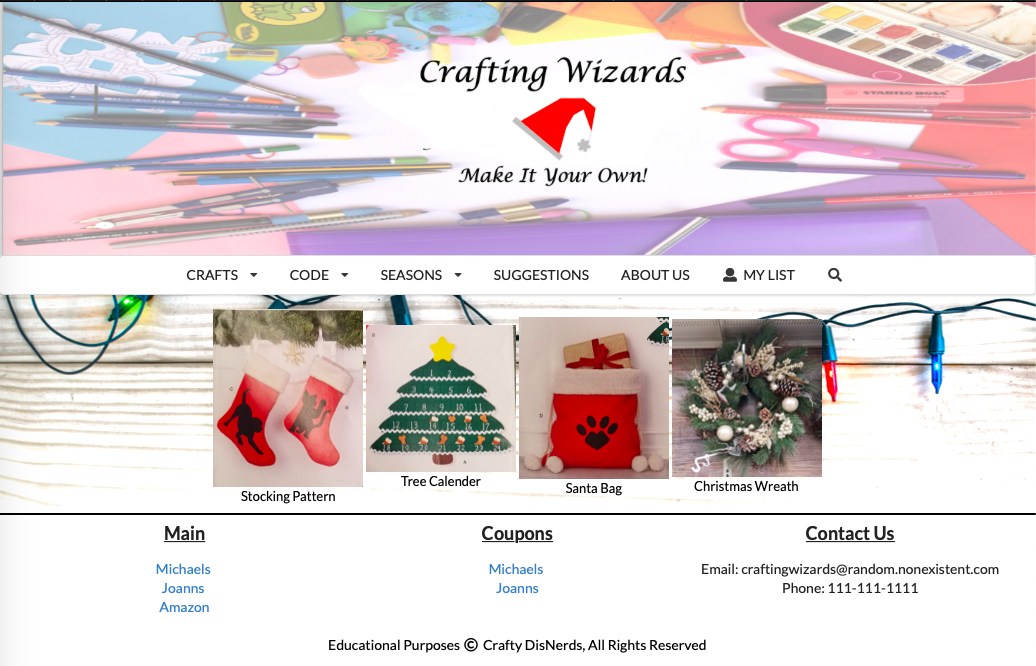 Crafting Wizards
STABILO BOSS
Make It Your Own!
CRAFTS CODE SEASONS SUGGESTIONS ABOUT US MY LIST
Stocking Pattern
Tree Calender
Santa Bag
Christmas Wreath
Main
Michaels
Joanns
Amazon
Coupons
Michaels
Joanns
Contact Us
Email: craftingwizards@random.nonexistent.com
Phone: 111-111-1111
Educational Purposes © Crafty DisNerds, All Rights Reserved